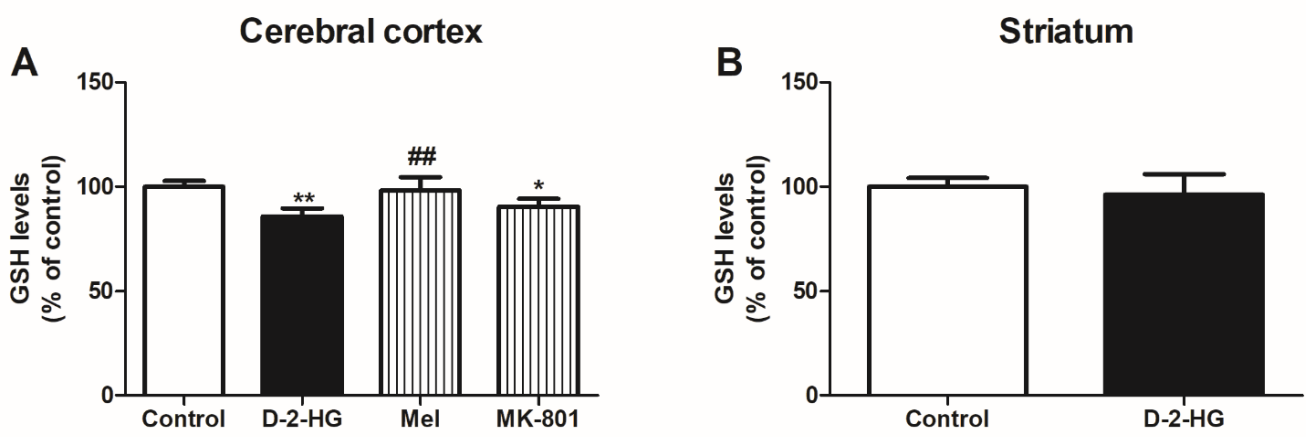 Cerebral cortex
A
GSH levels
(% of control)
150
100
50
0
**
##
*
Control D-2-HG Mel MK-801
Striatum
B
GSH levels
(% of control)
150
100
50
0
Control D-2-HG